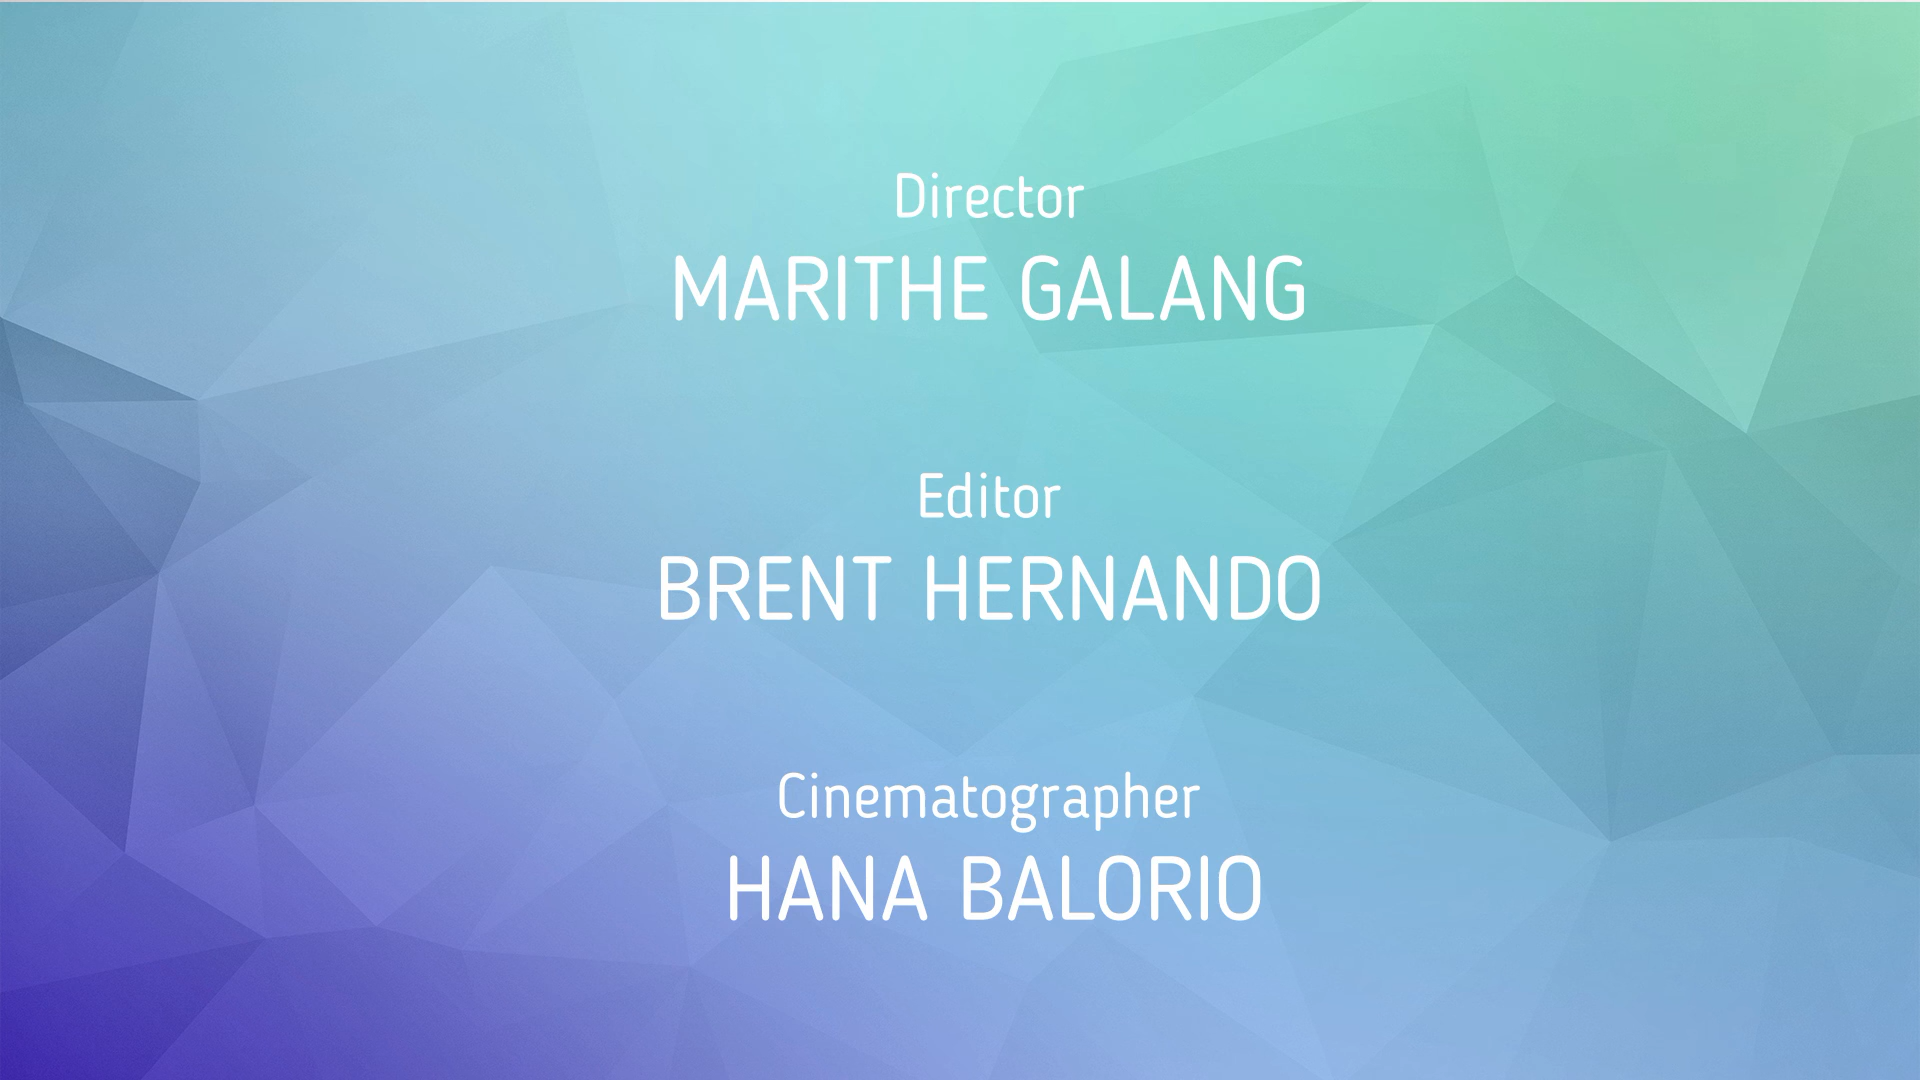 Director
MARITHE GALANG
Editor
BRENT HERNANDO
Cinematographer
HANA BALORIO